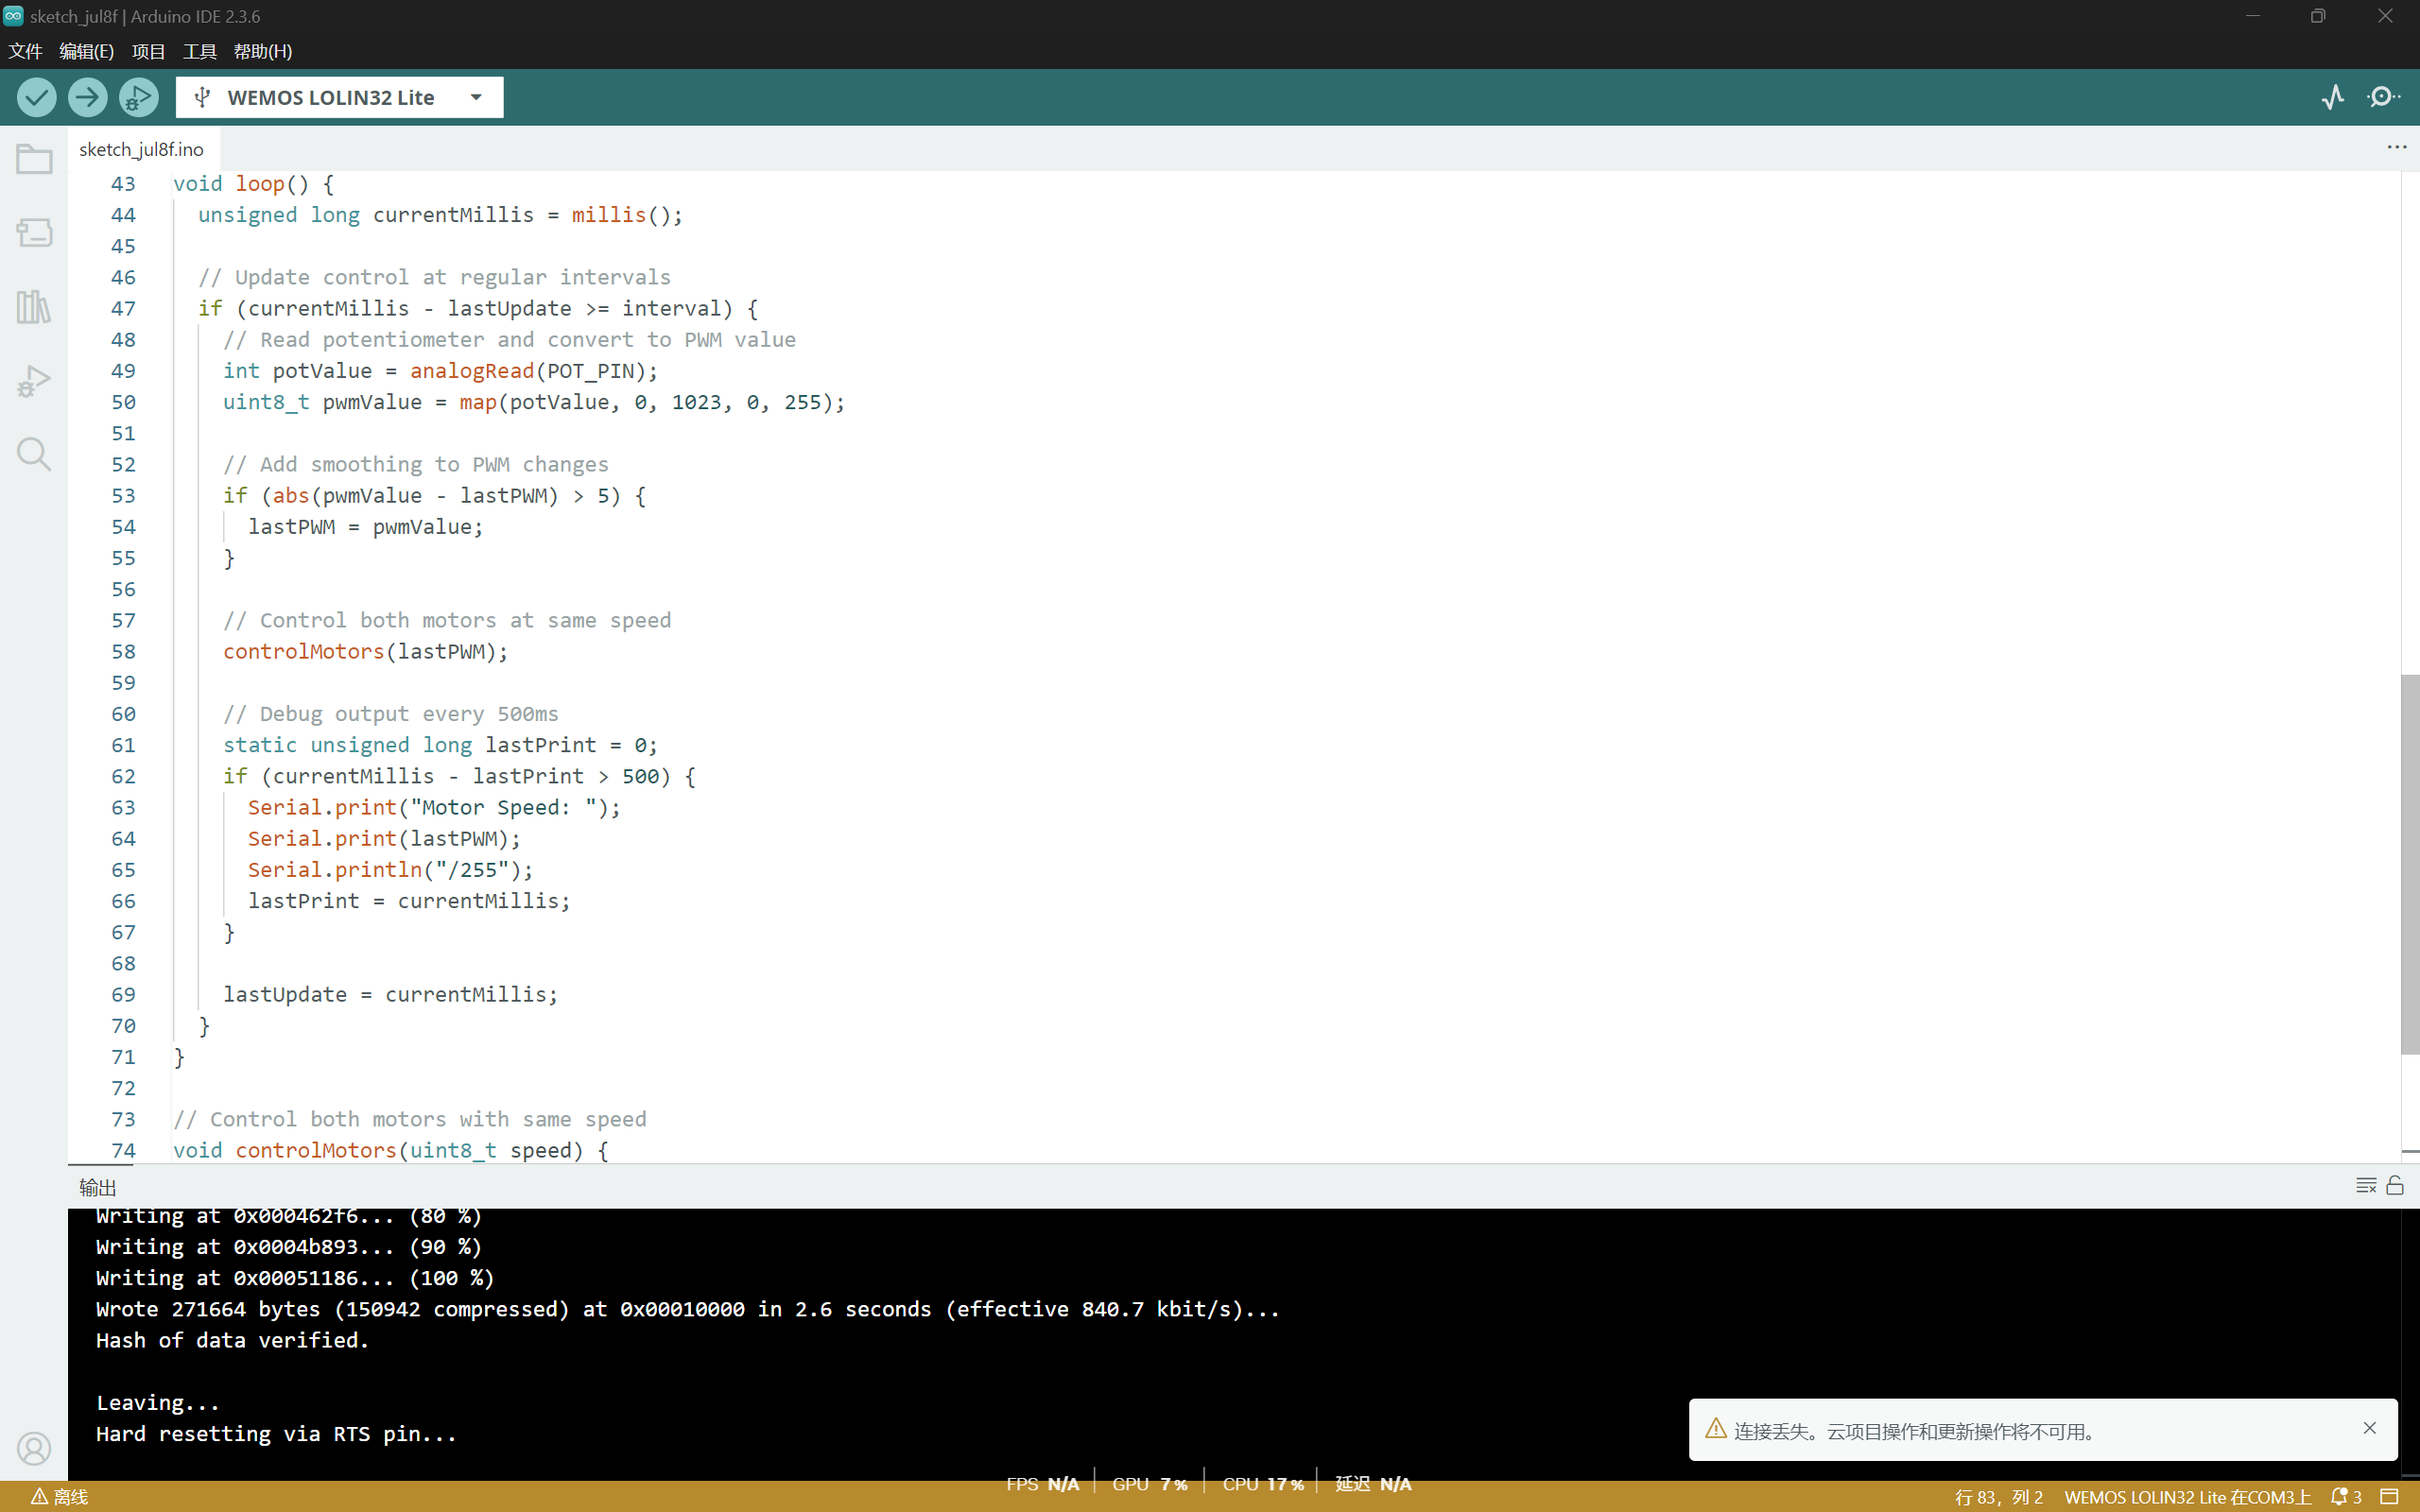 sketch_jul8f | Arduino IDE 2.3.6
文件 编辑(E) 项目 工具 帮助(H)
WEMOS LOLIN32 Lite
sketch_jul8f.ino
43 void loop() {
44 unsigned long currentMillis = millis();
45
46 // Update control at regular intervals
47 if (currentMillis - lastUpdate >= interval) {
48 // Read potentiometer and convert to PWM value
49 int potValue = analogRead(POT_PIN);
50 uint8_t pwmValue = map(potValue, 0, 1023, 0, 255);
51
52 // Add smoothing to PWM changes
53 if (abs(pwmValue - lastPWM) > 5) {
54 lastPWM = pwmValue;
55 }
56
57 // Control both motors at same speed
58 controlMotors(lastPWM);
59
60 // Debug output every 500ms
61 static unsigned long lastPrint = 0;
62 if (currentMillis - lastPrint > 500) {
63 Serial.print("Motor Speed: ");
64 Serial.print(lastPWM);
65 Serial.println("/255");
66 lastPrint = currentMillis;
67 }
68
69 lastUpdate = currentMillis;
70 }
71 }
72
73 // Control both motors with same speed
74 void controlMotors(uint8_t speed) {
输出
Writing at 0x000462f6... (80 %)
Writing at 0x0004b893... (90 %)
Writing at 0x00051186... (100 %)
Wrote 271664 bytes (150942 compressed) at 0x00010000 in 2.6 seconds (effective 840.7 kbit/s)...
Hash of data verified.
Leaving...
Hard resetting via RTS pin...
连接丢失。云项目操作和更新操作将不可用。
FPS N/A GPU 7% CPU 17% 延迟 N/A
离线
行 83，列 2 WEMOS LOLIN32 Lite 在COM3上 3